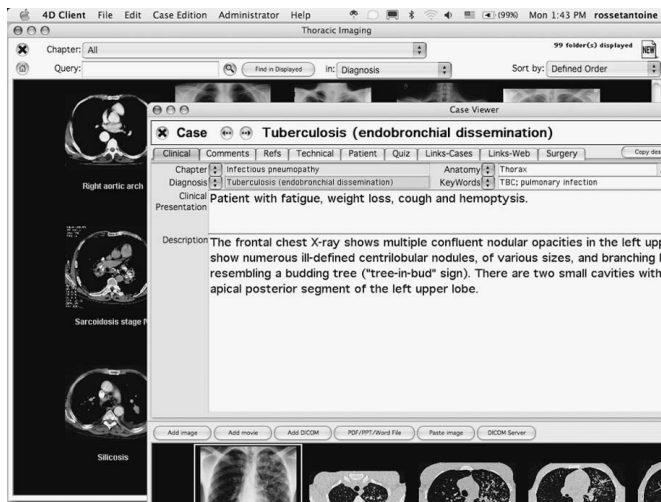 4D Client File Edit Case Edition Administrator Help (99%) Mon 1:43 PM rossetantoine
Thoracic Imaging
Chapter: All 99 folder(s) displayed NEW
Query: Find in Displayed in: Diagnosis Sort by: Defined Order
Case Viewer
Case Tuberculosis (endobronchial dissemination)
Clinical Comments Refs Technical Patient Quiz Links-Cases Links-Web Surgery Copy des
Chapter Infectious pneumopathy Anatomy Thorax
Diagnosis Tuberculosis (endobronchial dissemination) KeyWords TBC; pulmonary infection
Clinical Presentation Patient with fatigue, weight loss, cough and hemoptysis.
Description The frontal chest X-ray shows multiple confluent nodular opacities in the left upp
show numerous ill-defined centrilobular nodules, of various sizes, and branching
resembling a budding tree ("tree-in-bud" sign). There are two small cavities with
apical posterior segment of the left upper lobe.
Right aortic arch
Sarcoidosis stage
Silicosis
Add image Add movie Add DICOM PDF/PPT/Word File Paste image DICOM Server